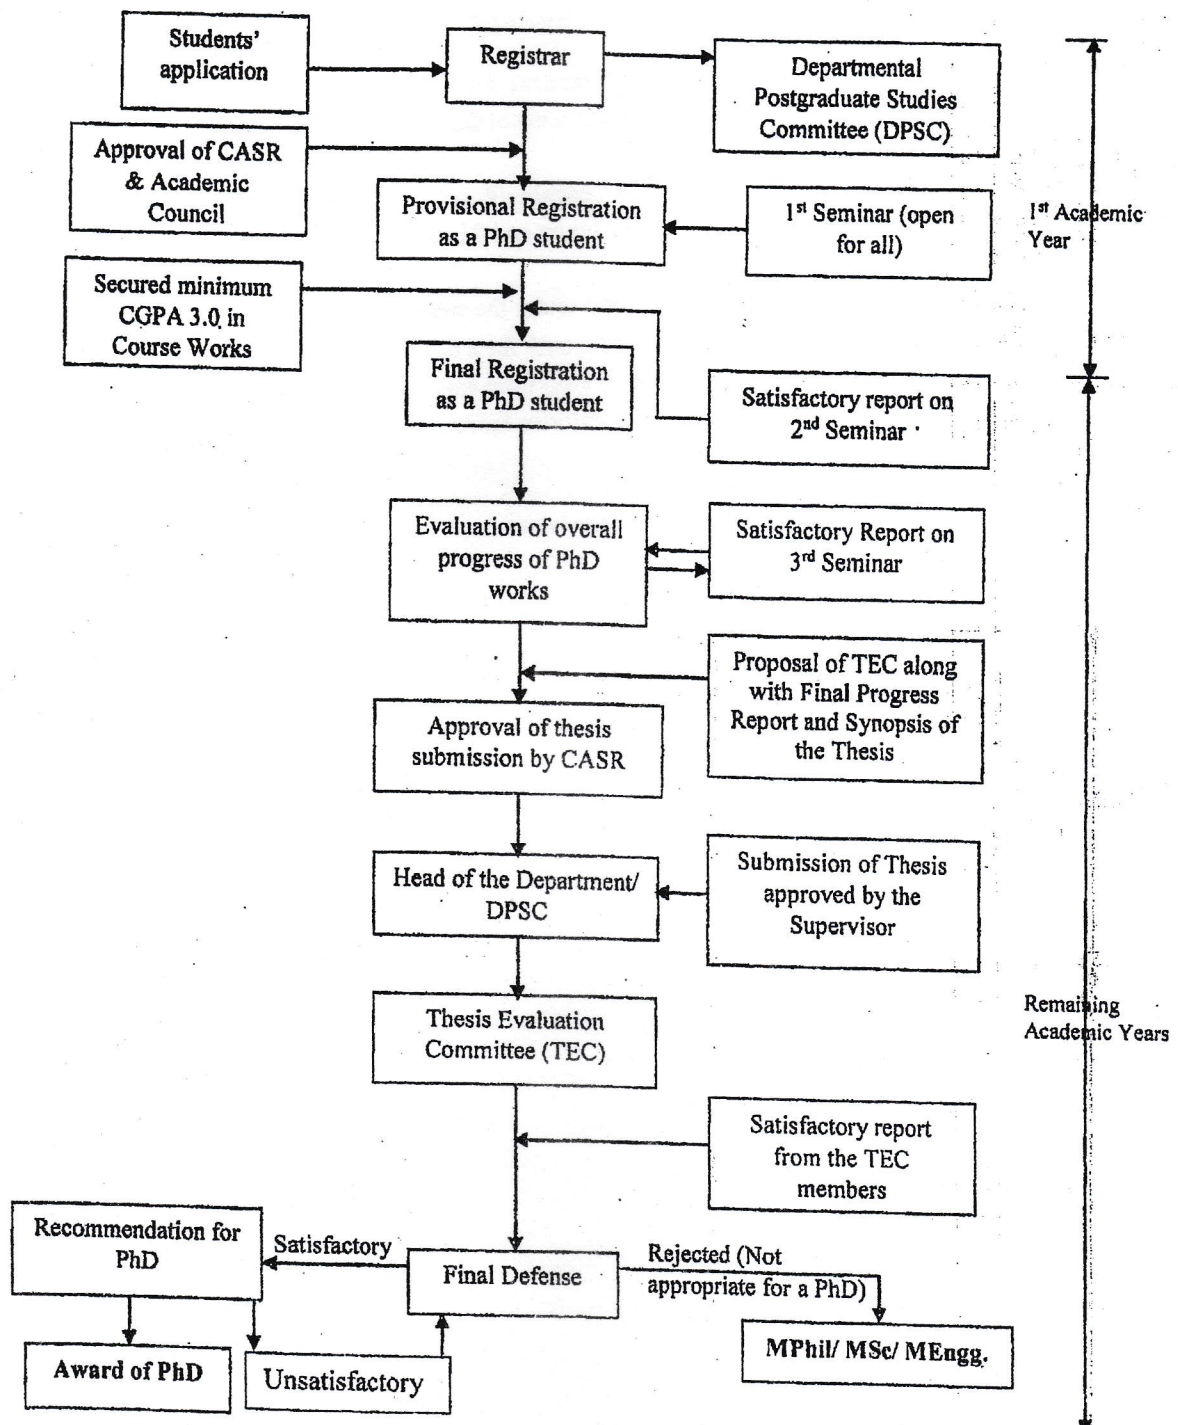 Students'
application
Registrar
Departmental
Postgraduate Studies
Committee (DPSC)
Approval of CASR
& Academic
Council
Provisional Registration
as a PhD student
1st Seminar (open
for all)
1st Academic
Year
Secured minimum
CGPA 3.0 in
Course Works
Final Registration
as a PhD student
Satisfactory report on
2nd Seminar
Evaluation of overall
progress of PhD
works
Satisfactory Report on
3rd Seminar
Proposal of TEC along
with Final Progress
Report and Synopsis of
the Thesis
Approval of thesis
submission by CASR
Head of the Department/
DPSC
Submission of Thesis
approved by the
Supervisor
Thesis Evaluation
Committee (TEC)
Remaining
Academic Years
Satisfactory report
from the TEC
members
Recommendation for
PhD
Satisfactory
Final Defense
Rejected (Not
appropriate for a PhD)
Award of PhD
Unsatisfactory
MPhil/ MSc/ MEngg.